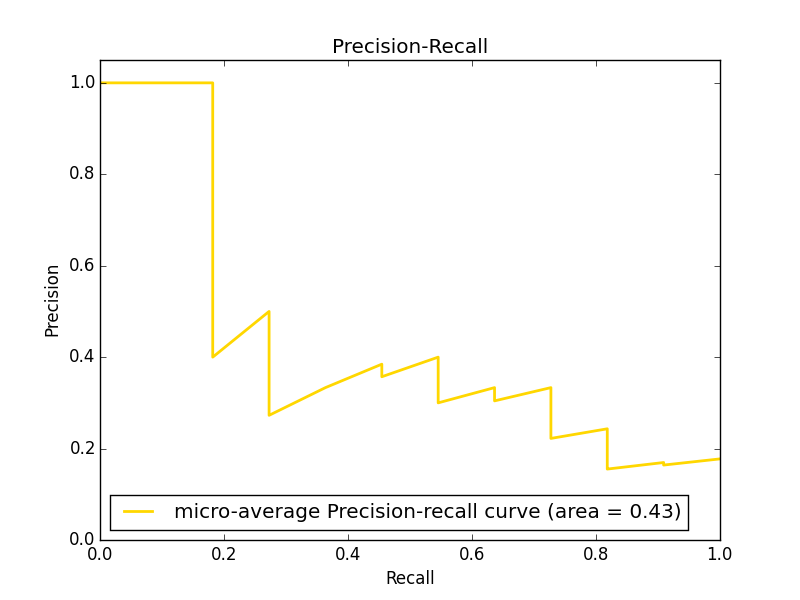 Precision-Recall
1.0
0.8
0.6
0.4
0.2
0.0
Precision
micro-average Precision-recall curve (area = 0.43)
0.0 0.2 0.4 0.6 0.8 1.0
Recall